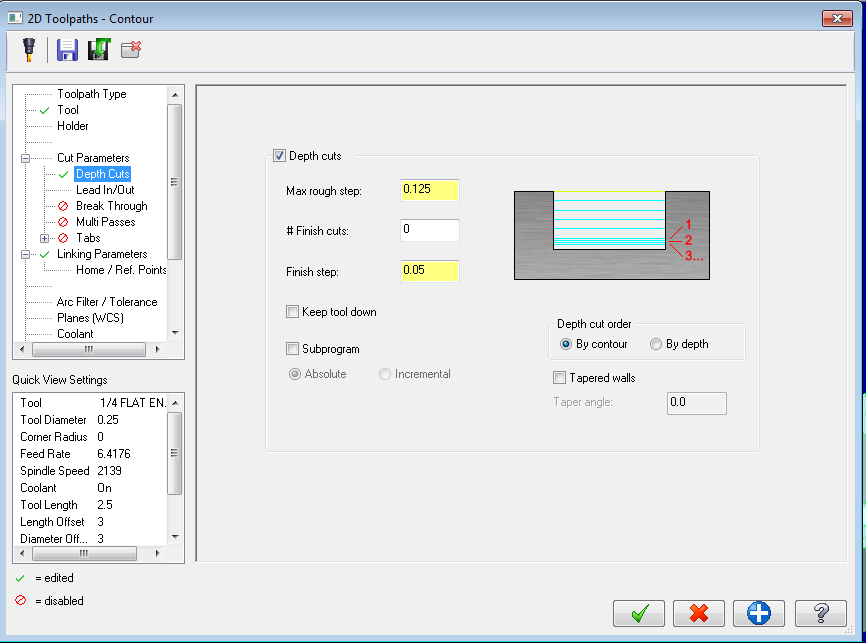 2D Toolpaths - Contour
Toolpath Type
Tool
Holder
Cut Parameters
Depth Cuts
Lead In/Out
Break Through
Multi Passes
Tabs
Linking Parameters
Home / Ref. Points
Arc Filter / Tolerance
Planes (WCS)
Coolant
Quick View Settings
Tool 1/4 FLAT EN.
Tool Diameter 0.25
Corner Radius 0
Feed Rate 6.4176
Spindle Speed 2139
Coolant On
Tool Length 2.5
Length Offset 3
Diameter Off... 3
= edited
= disabled
Depth cuts
Max rough step: 0.125
# Finish cuts: 0
Finish step: 0.05
Keep tool down
Subprogram
Absolute Incremental
1
2
3...
Depth cut order
By contour By depth
Tapered walls
Taper angle: 0.0